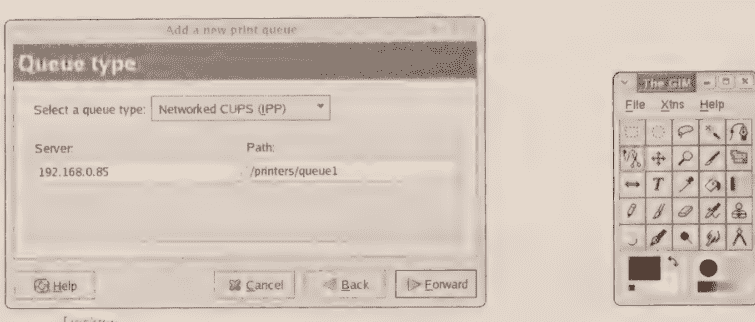 Add a new print queue
Queue type
Select a queue type: Networked CUPS (IPP)
Server: Path:
192.168.0.85 /printers/queue1
Help Cancel Back Forward
The GIM
File Xtns Help